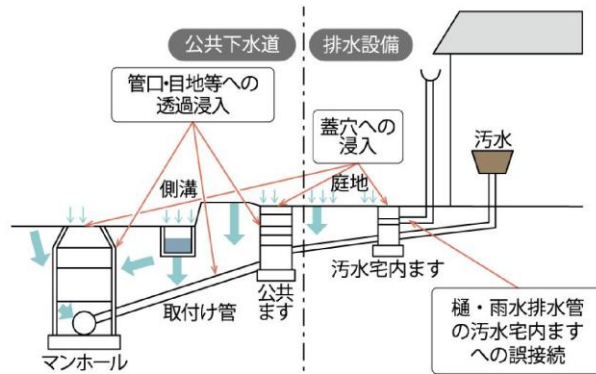 公共下水道
排水設備
管口・目地等への
透過浸入
蓋穴への
浸入
汚水
側溝
庭地
取付け管
公共
ます
汚水宅内ます
マンホール
樋・雨水排水管
の汚水宅内ます
への誤接続